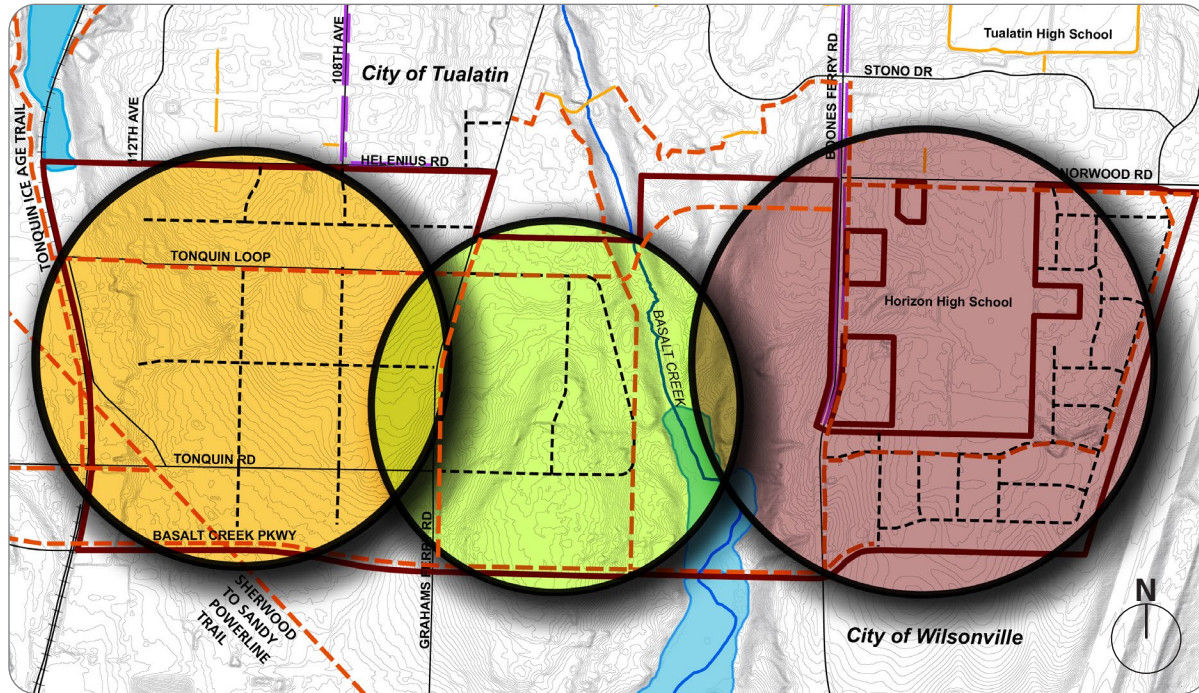 Tualatin High School
City of Tualatin
STONO DR
108TH AVE
BOONES FERRY RD
112TH AVE
HELENIUS RD
NORWOOD RD
TONQUIN ICE AGE TRAIL
TONQUIN LOOP
Horizon High School
BASALT CREEK
TONQUIN RD
BASALT CREEK PKWY
GRAHAMS FERRY RD
SHERWOOD
TO SANDY
POWERLINE
TRAIL
N
City of Wilsonville